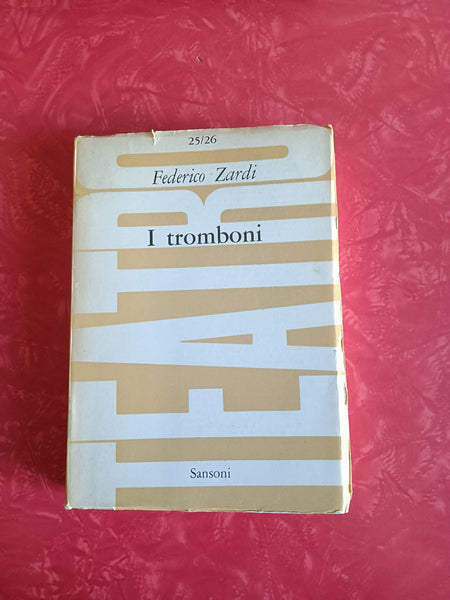 25/26
Federico Zardi
I tromboni
TEATRO
Sansoni